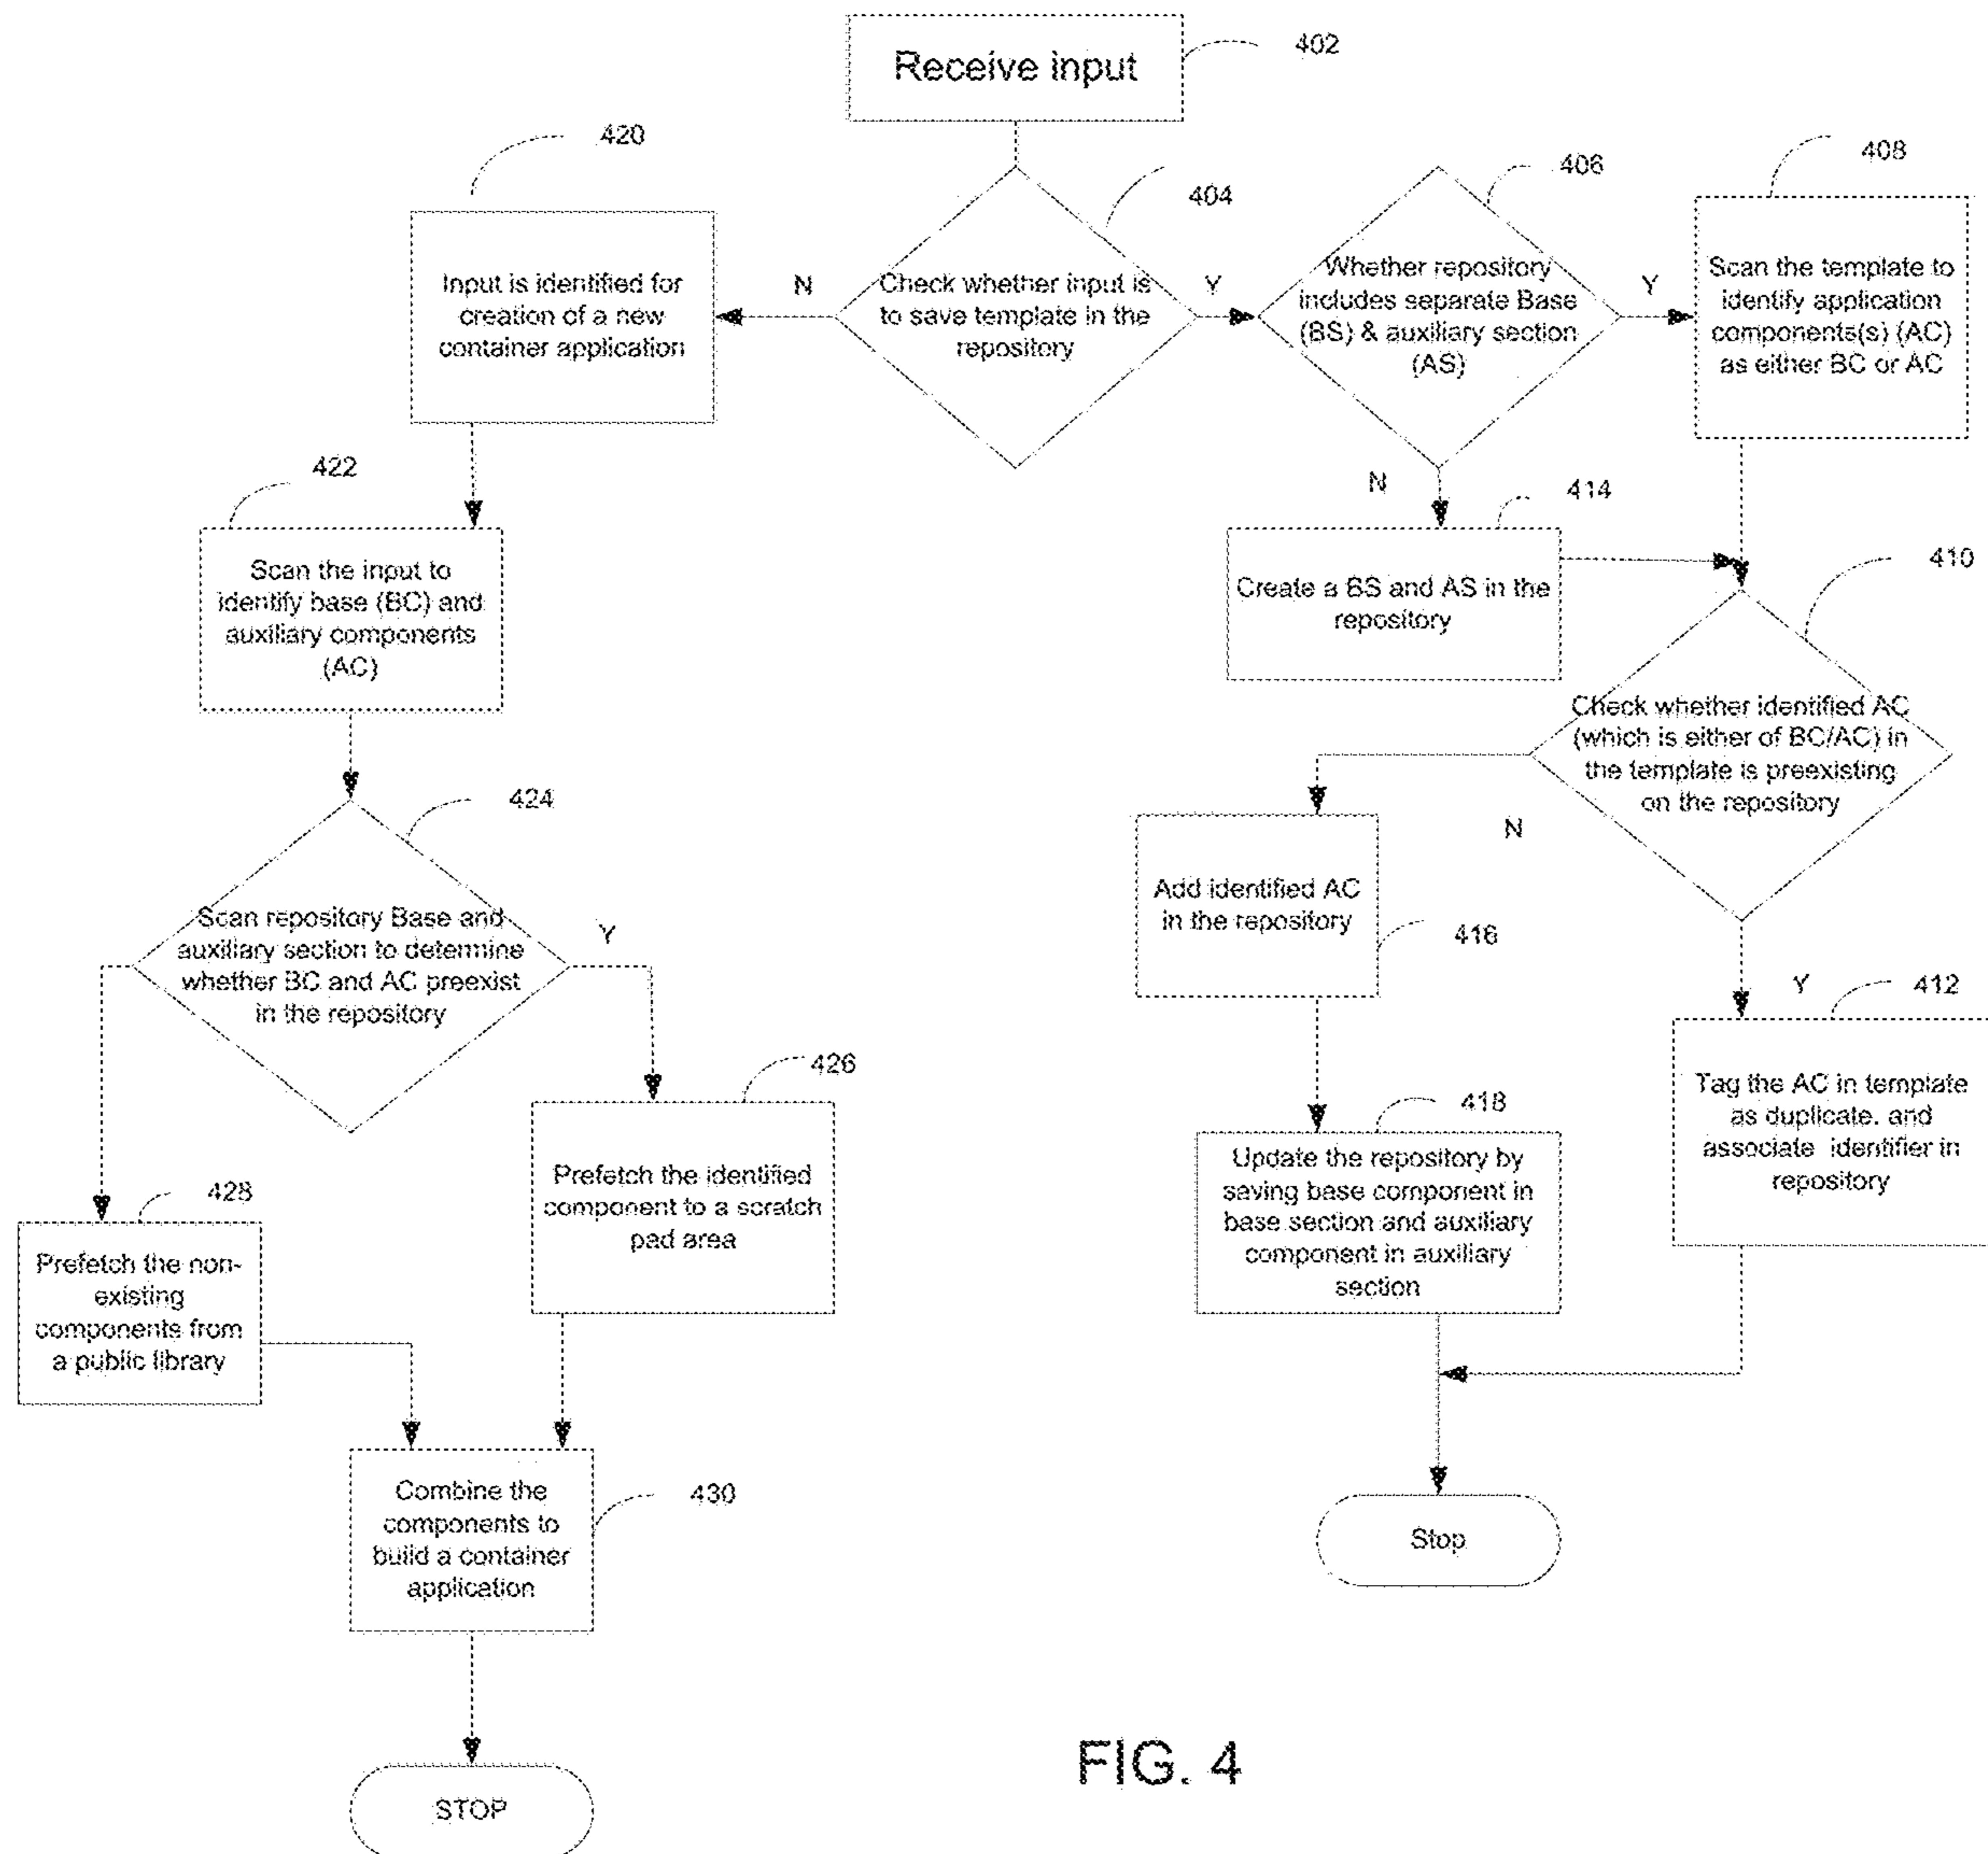 Receive input
402
420
404
406
408
Input is identified for
creation of a new
container application
N
Check whether input is
to save template in the
repository
Y
Whether repository
includes separate Base
(BS) & auxiliary section
(AS)
Y
Scan the template to
identify application
components(s) (AC)
as either BC or AC
422
N
414
Scan the input to
identify base (BC) and
auxiliary components
(AC)
Create a BS and AS in the
repository
410
Check whether identified AC
(which is either of BC/AC) in
the template is preexisting
on the repository
424
N
Scan repository Base and
auxiliary section to determine
whether BC and AC preexist
in the repository
Y
Add identified AC
in the repository
416
Y
412
426
Tag the AC in template
as duplicate. and
associate identifier in
repository
418
Prefetch the identified
component to a scratch
pad area
Update the repository by
saving base component in
base section and auxiliary
component in auxiliary
section
428
Prefetch the non-
existing
components from
a public library
Combine the
components to
build a container
application
430
Stop
FIG. 4
STOP